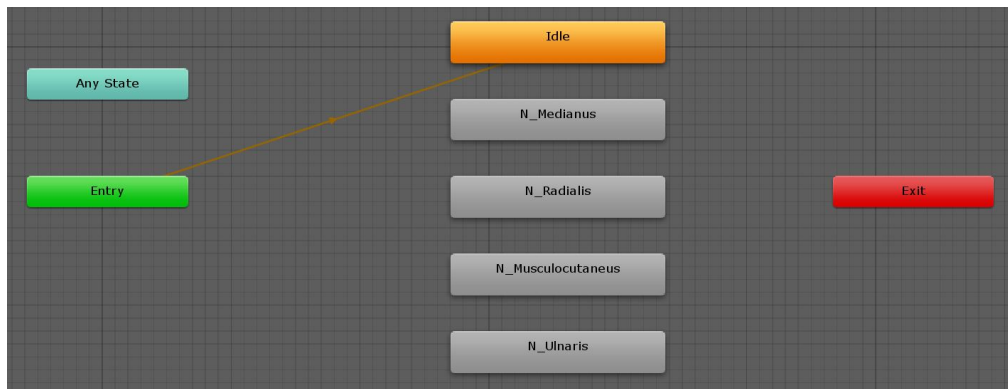 Idle
Any State
N_Medianus
Entry
N_Radialis
Exit
N_Musculocutaneus
N_Ulnaris